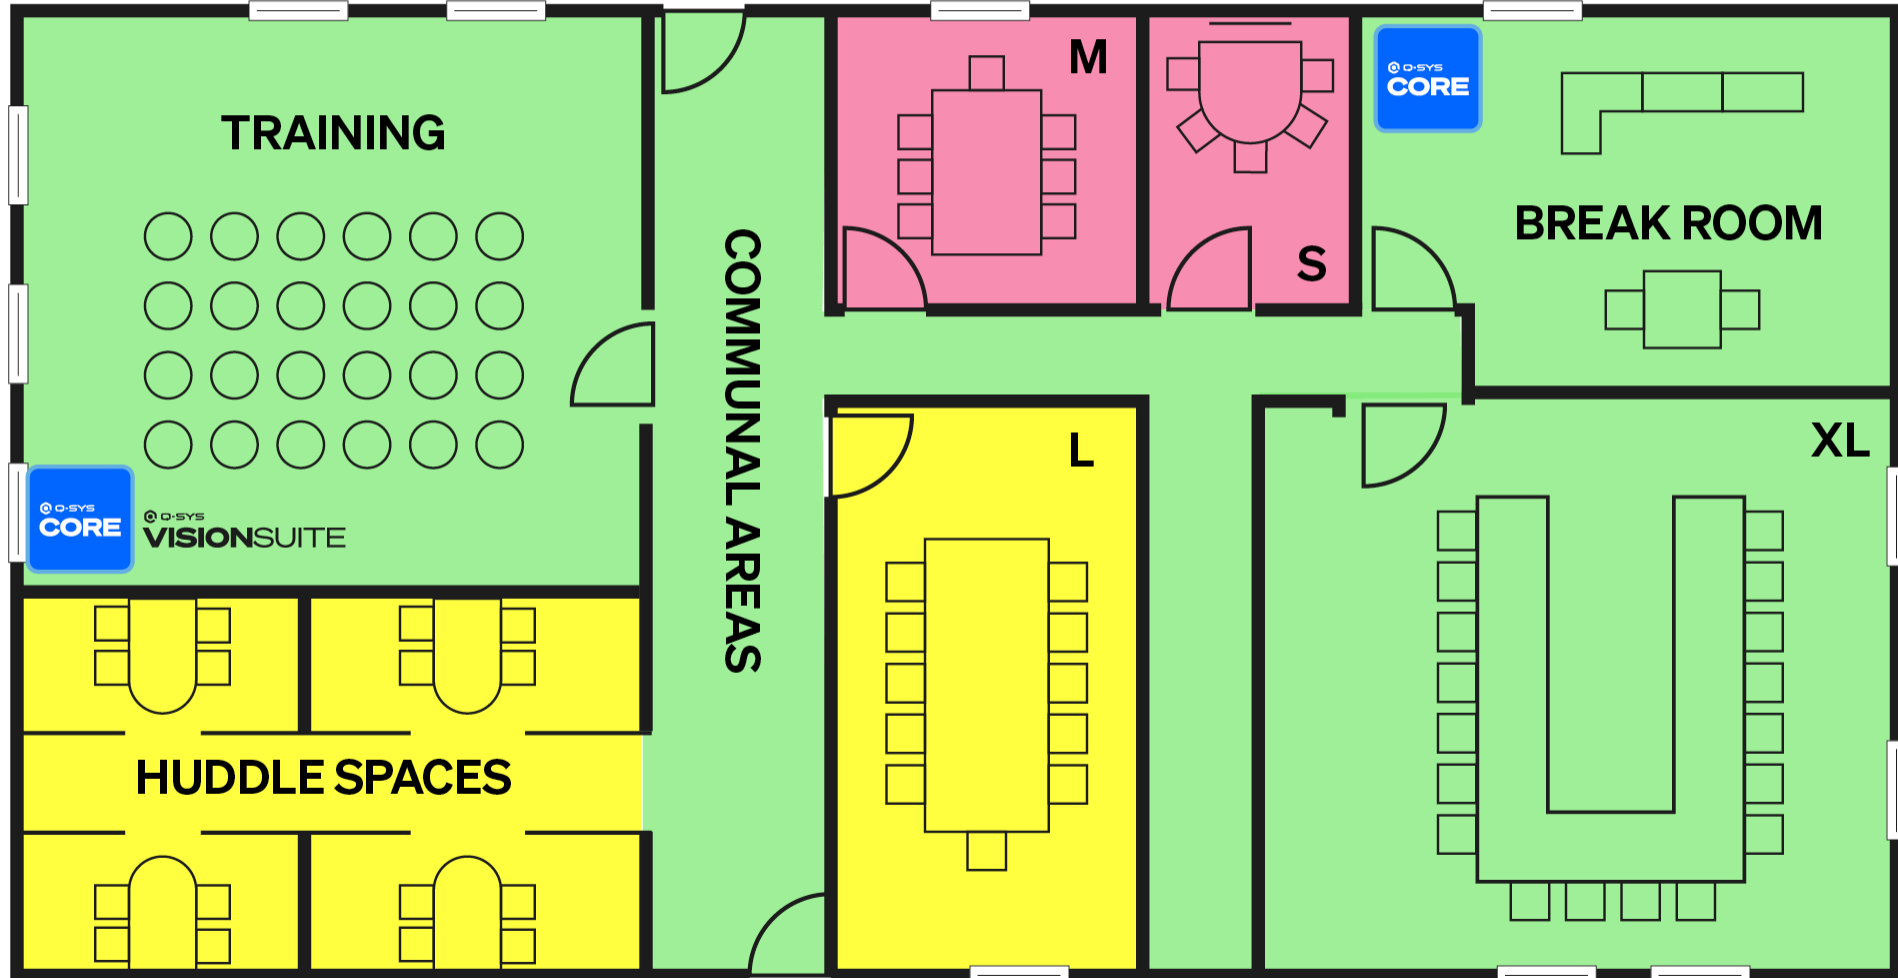 TRAINING
M
S
Q-SYS
CORE
BREAK ROOM
COMMUNAL AREAS
L
XL
Q-SYS
CORE
Q-SYS
VISIONSUITE
HUDDLE SPACES